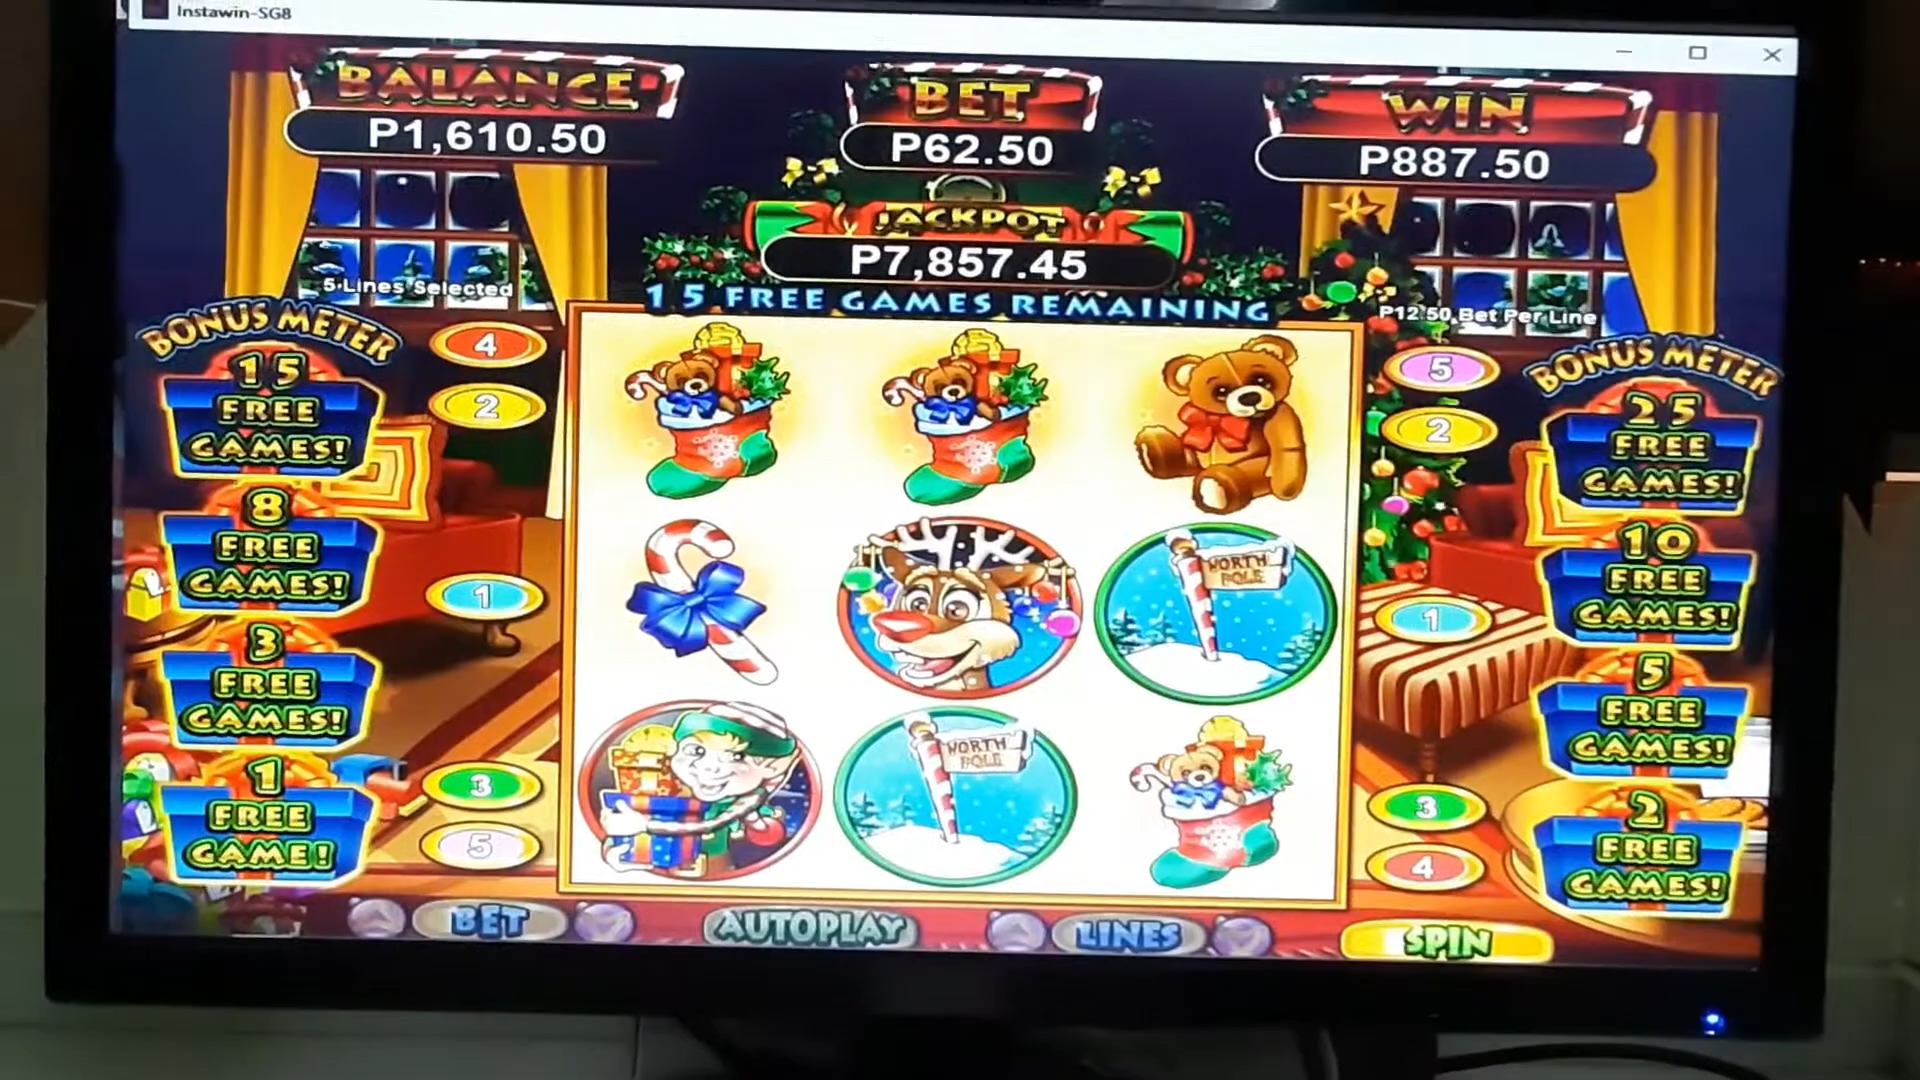 Instawin-SG8
BALANCE
P1,610.50
BET
P62.50
WIN
P887.50
JACKPOT
P7,857.45
5 Lines Selected
15 FREE GAMES REMAINING
P12.50 Bet Per Line
BONUS METER
15
FREE
GAMES!
8
FREE
GAMES!
3
FREE
GAMES!
1
FREE
GAME!
4
2
1
3
5
NORTH
POLE
NORTH
POLE
5
2
1
3
4
BONUS METER
25
FREE
GAMES!
10
FREE
GAMES!
5
FREE
GAMES!
2
FREE
GAMES!
BET
AUTOPLAY
LINES
SPIN